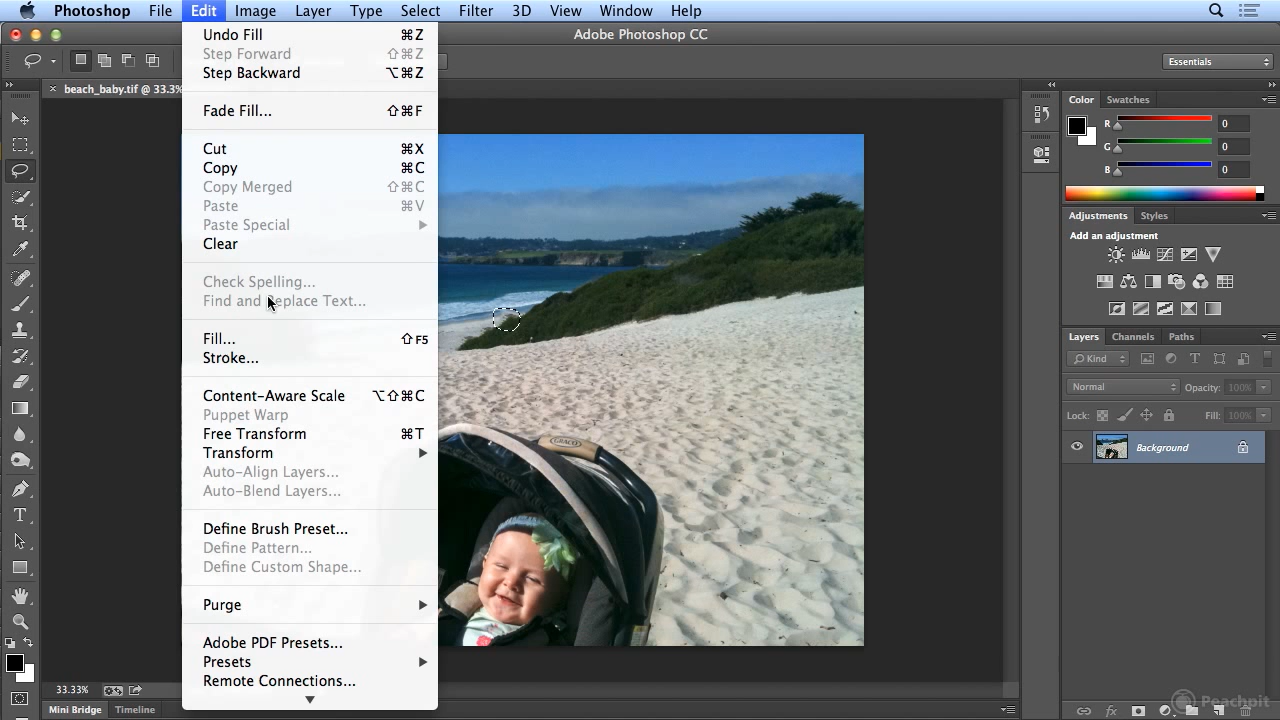 Photoshop File Edit Image Layer Type Select Filter 3D View Window Help
Adobe Photoshop CC
Essentials
beach_baby.tif @ 33.3%
Undo Fill ⌘Z
Step Forward ⇧⌘Z
Step Backward ⌥⌘Z
Fade Fill... ⇧⌘F
Cut ⌘X
Copy ⌘C
Copy Merged ⇧⌘C
Paste ⌘V
Paste Special
Clear
Check Spelling...
Find and Replace Text...
Fill... ⇧F5
Stroke...
Content-Aware Scale ⌥⇧⌘C
Puppet Warp
Free Transform ⌘T
Transform
Auto-Align Layers...
Auto-Blend Layers...
Define Brush Preset...
Define Pattern...
Define Custom Shape...
Purge
Adobe PDF Presets...
Presets
Remote Connections...
GRACO
Color Swatches
R 0
G 0
B 0
Adjustments Styles
Add an adjustment
Layers Channels Paths
Kind
Normal Opacity: 100%
Lock: Fill: 100%
Background
33.33%
Mini Bridge Timeline
Peachpit